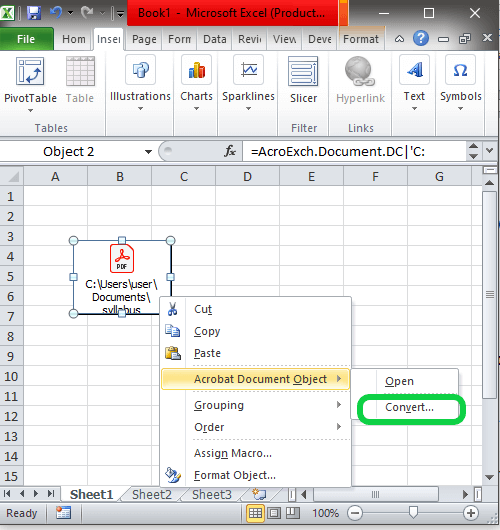 Book1 - Microsoft Excel (Product...
File Hom Inser Page Form Data Revie View Deve Format
PivotTable Table Illustrations Charts Sparklines Slicer Hyperlink Text Symbols
Tables Filter Links
Object 2 fx =AcroExch.Document.DC|'C:
A B C D E F G
1
2
3
4
5
6
7
8
9
10
11
12
13
14
15
PDF
C:\Users\user\
Documents\
syllabus
Cut
Copy
Paste
Acrobat Document Object
Grouping
Order
Assign Macro...
Format Object...
Open
Convert...
Sheet1 Sheet2 Sheet3
Ready 100%